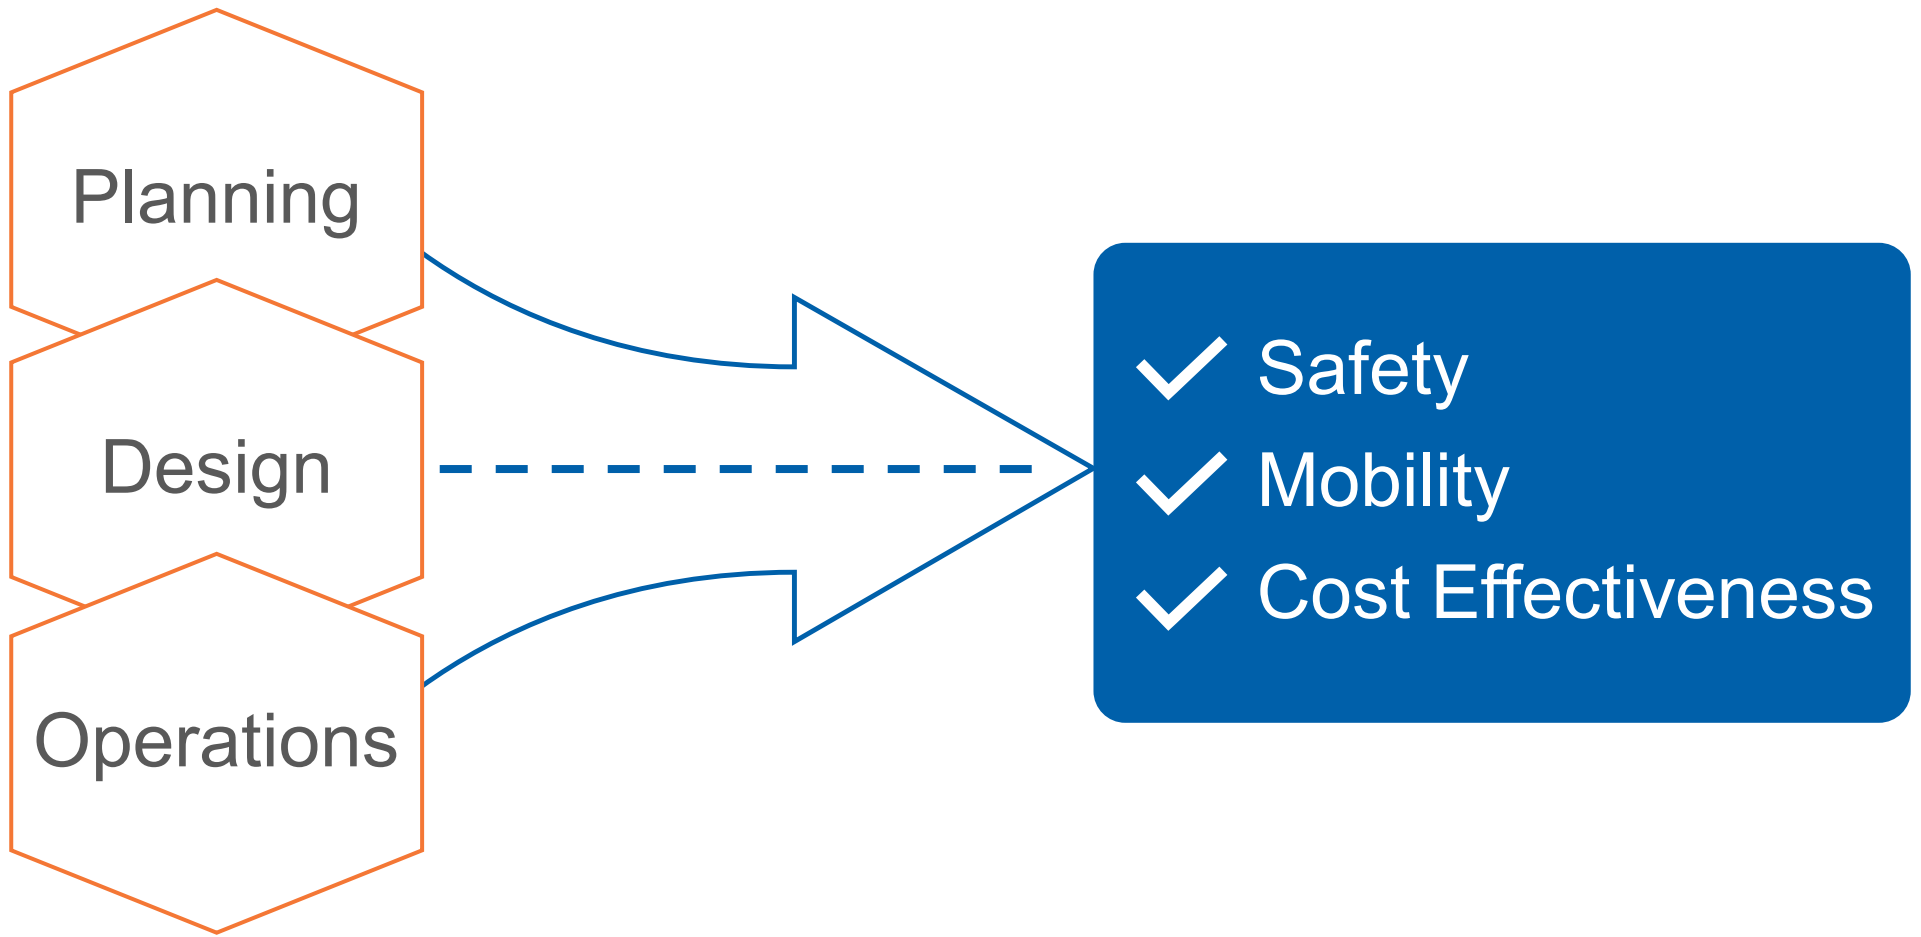 Planning
Design
Operations
Safety
Mobility
Cost Effectiveness